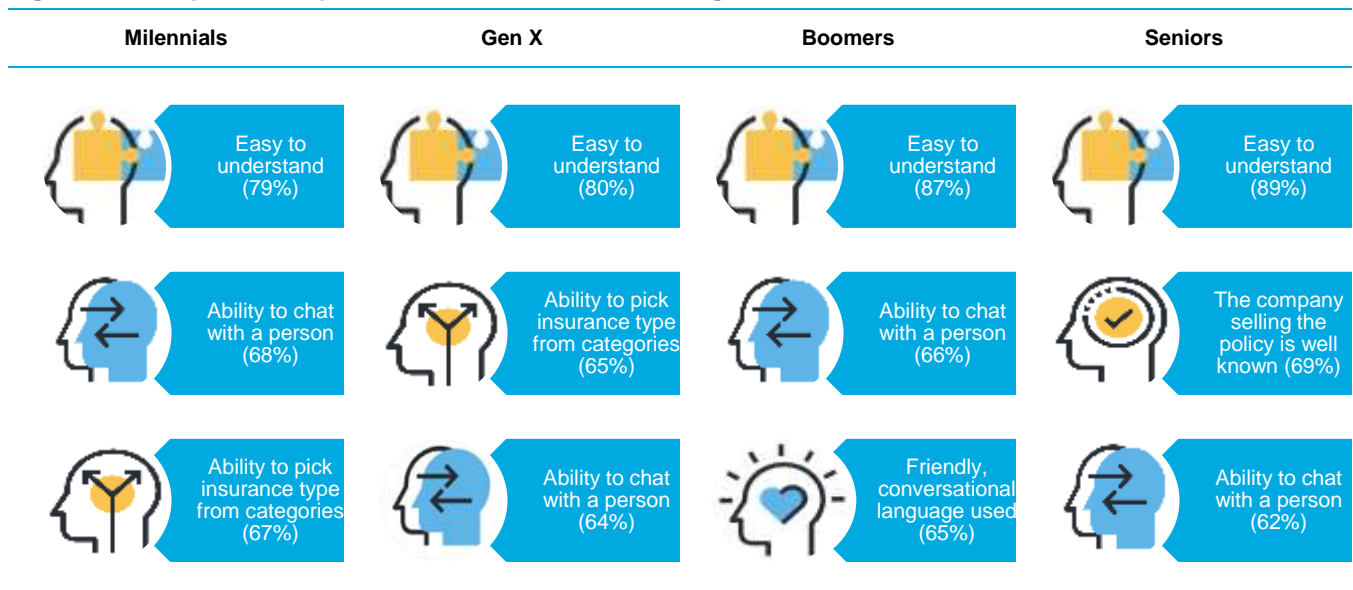 Milennials
Gen X
Boomers
Seniors
Easy to
understand
(79%)
Easy to
understand
(80%)
Easy to
understand
(87%)
Easy to
understand
(89%)
Ability to chat
with a person
(68%)
Ability to pick
insurance type
from categories
(65%)
Ability to chat
with a person
(66%)
The company
selling the
policy is well
known (69%)
Ability to pick
insurance type
from categories
(67%)
Ability to chat
with a person
(64%)
Friendly,
conversational
language used
(65%)
Ability to chat
with a person
(62%)